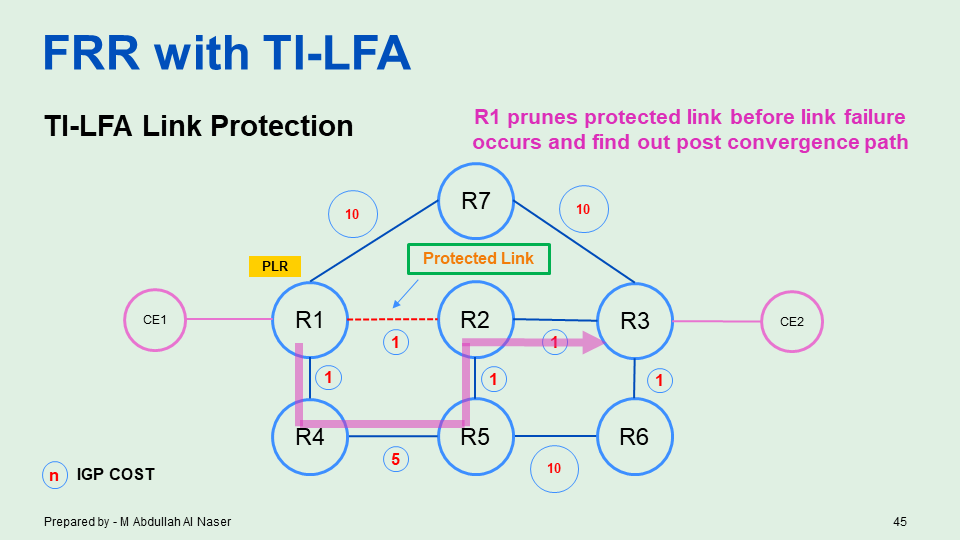 FRR with TI-LFA
TI-LFA Link Protection
R1 prunes protected link before link failure
occurs and find out post convergence path
R7
10
10
Protected Link
PLR
CE1
R1
R2
R3
CE2
1
1
1
1
1
R4
R5
R6
5
10
n IGP COST
Prepared by - M Abdullah Al Naser
45